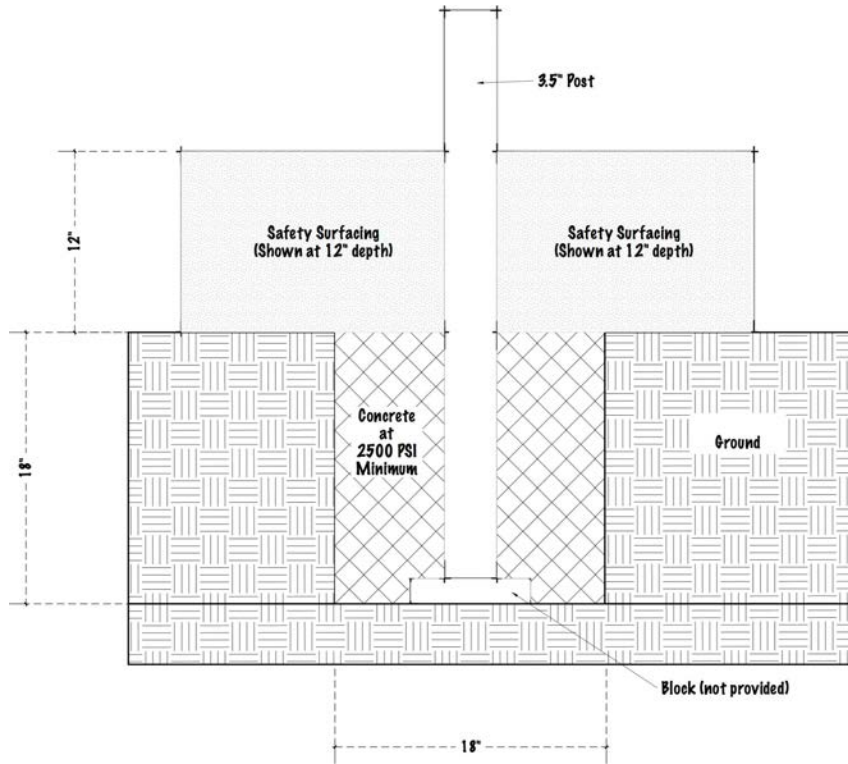 3.5" Post
Safety Surfacing
(Shown at 12" depth)
Safety Surfacing
(Shown at 12" depth)
12"
Concrete
at
2500 PSI
Minimum
Ground
18"
Block (not provided)
18"